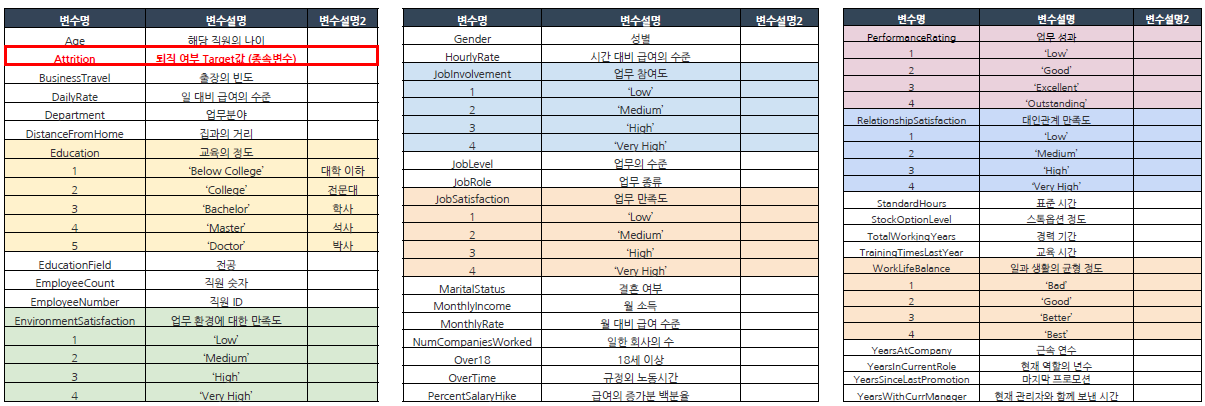 변수명 변수설명 변수설명2
Age 해당 직원의 나이
Attrition 퇴직 여부 Target값 (종속변수)
BusinessTravel 출장의 빈도
DailyRate 일 대비 급여의 수준
Department 업무분야
DistanceFromHome 집과의 거리
Education 교육의 정도
1 ‘Below College’ 대학 이하
2 ‘College’ 전문대
3 ‘Bachelor’ 학사
4 ‘Master’ 석사
5 ‘Doctor’ 박사
EducationField 전공
EmployeeCount 직원 숫자
EmployeeNumber 직원 ID
EnvironmentSatisfaction 업무 환경에 대한 만족도
1 ‘Low’
2 ‘Medium’
3 ‘High’
4 ‘Very High’
변수명 변수설명 변수설명2
Gender 성별
HourlyRate 시간 대비 급여의 수준
JobInvolvement 업무 참여도
1 ‘Low’
2 ‘Medium’
3 ‘High’
4 ‘Very High’
JobLevel 업무의 수준
JobRole 업무 종류
JobSatisfaction 업무 만족도
1 ‘Low’
2 ‘Medium’
3 ‘High’
4 ‘Very High’
MaritalStatus 결혼 여부
MonthlyIncome 월 소득
MonthlyRate 월 대비 급여 수준
NumCompaniesWorked 일한 회사의 수
Over18 18세 이상
OverTime 규정외 노동시간
PercentSalaryHike 급여의 증가분 백분율
변수명 변수설명 변수설명2
PerformanceRating 업무 성과
1 ‘Low’
2 ‘Good’
3 ‘Excellent’
4 ‘Outstanding’
RelationshipSatisfaction 대인관계 만족도
1 ‘Low’
2 ‘Medium’
3 ‘High’
4 ‘Very High’
StandardHours 표준 시간
StockOptionLevel 스톡옵션 정도
TotalWorkingYears 경력 기간
TrainingTimesLastYear 교육 시간
WorkLifeBalance 일과 생활의 균형 정도
1 ‘Bad’
2 ‘Good’
3 ‘Better’
4 ‘Best’
YearsAtCompany 근속 연수
YearsInCurrentRole 현재 역할의 년수
YearsSinceLastPromotion 마지막 프로모션
YearsWithCurrManager 현재 관리자와 함께 보낸 시간